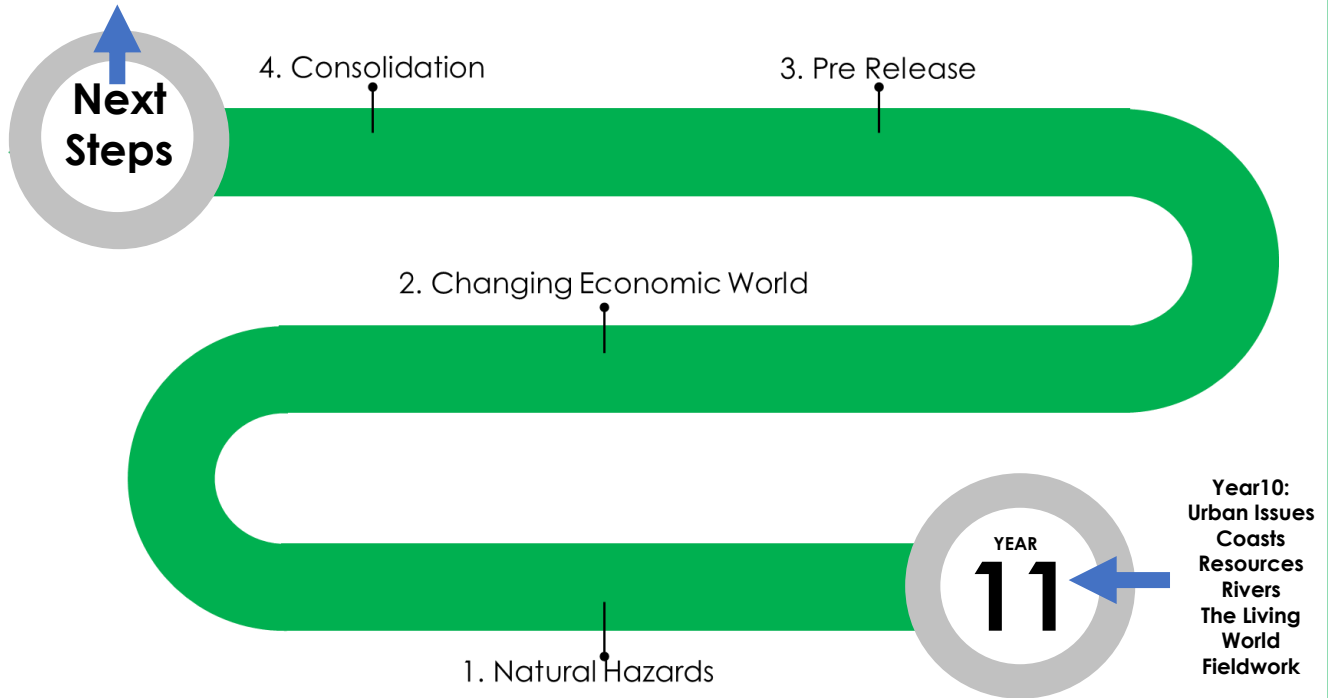 Next
Steps
4. Consolidation
3. Pre Release
2. Changing Economic World
YEAR
11
Year10:
Urban Issues
Coasts
Resources
Rivers
The Living
World
Fieldwork
1. Natural Hazards